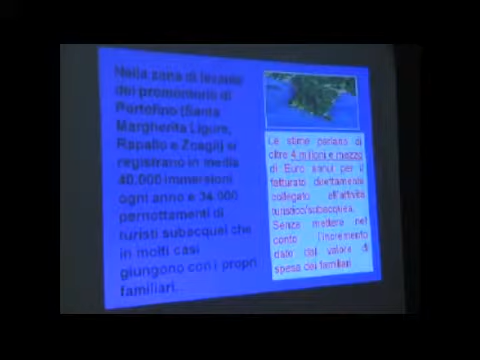 Nella zona di levante
del promontorio di
Portofino (Santa
Margherita Ligure,
Rapallo e Zoagli) si
registrano in media
40.000 immersioni
ogni anno e 34.000
pernottamenti di
turisti subacquei che
in molti casi
giungono con i propri
familiari..
Le stime parlano di
oltre 4 milioni e mezzo
di Euro annui per il
fatturato direttamente
collegato all'attività
turistico/subacquea.
Senza mettere nel
conto l'incremento
dato dal valore di
spesa dei familiari